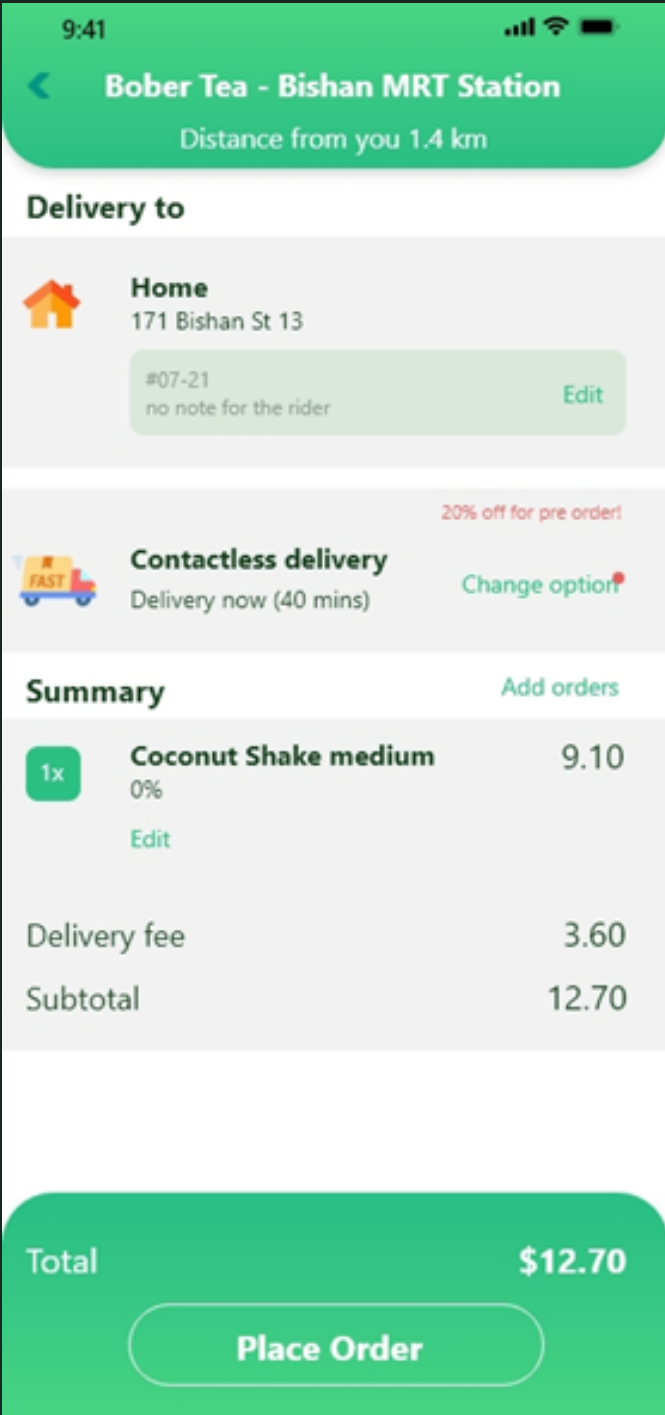 9:41
Bober Tea - Bishan MRT Station
Distance from you 1.4 km
Delivery to
Home
171 Bishan St 13
#07-21
no note for the rider
Edit
20% off for pre order!
Contactless delivery
Delivery now (40 mins)
Change option
FAST
Summary
Add orders
1x
Coconut Shake medium
9.10
0%
Edit
Delivery fee
3.60
Subtotal
12.70
Total
$12.70
Place Order